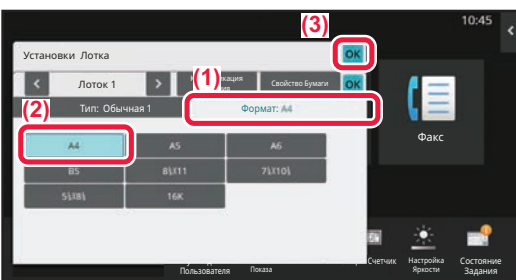 (3)
10:45
Установки Лотка
OK
Лоток 1
(1)
Свойство Бумаги
OK
(2)
Тип: Обычная 1
Формат: A4
A4
A5
A6
B5
8½X11
7¼X10½
5½X8½
16K
Факс
Счетчик
Настройка
Яркости
Состояние
Задания
Пользователя
Показа